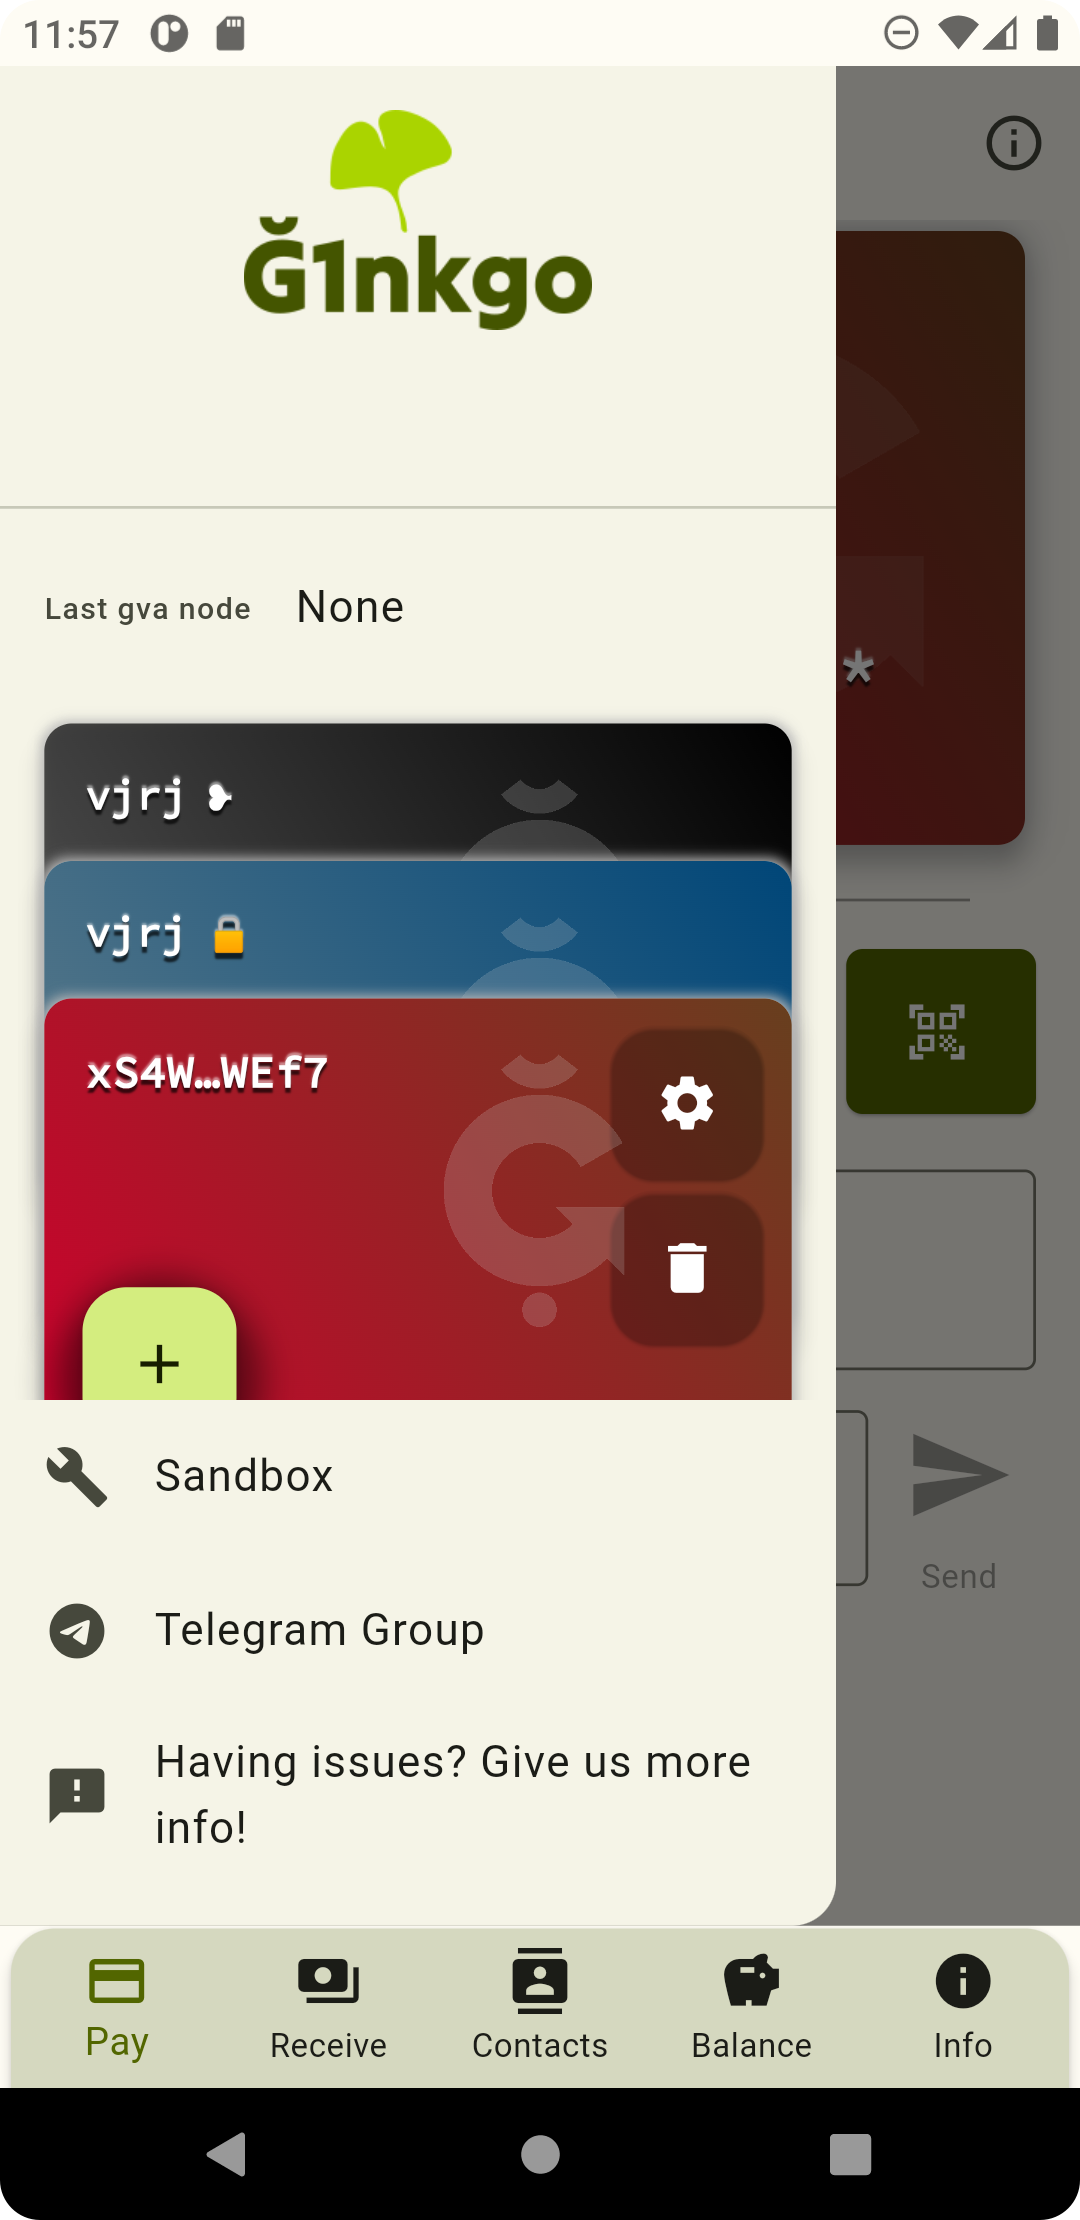 11:57
Ğ1nkgo
Last gva node None
vjrj ❥
vjrj 🔒
xS4W…WEf7
*
Sandbox
Send
Telegram Group
Having issues? Give us more
info!
Pay Receive Contacts Balance Info